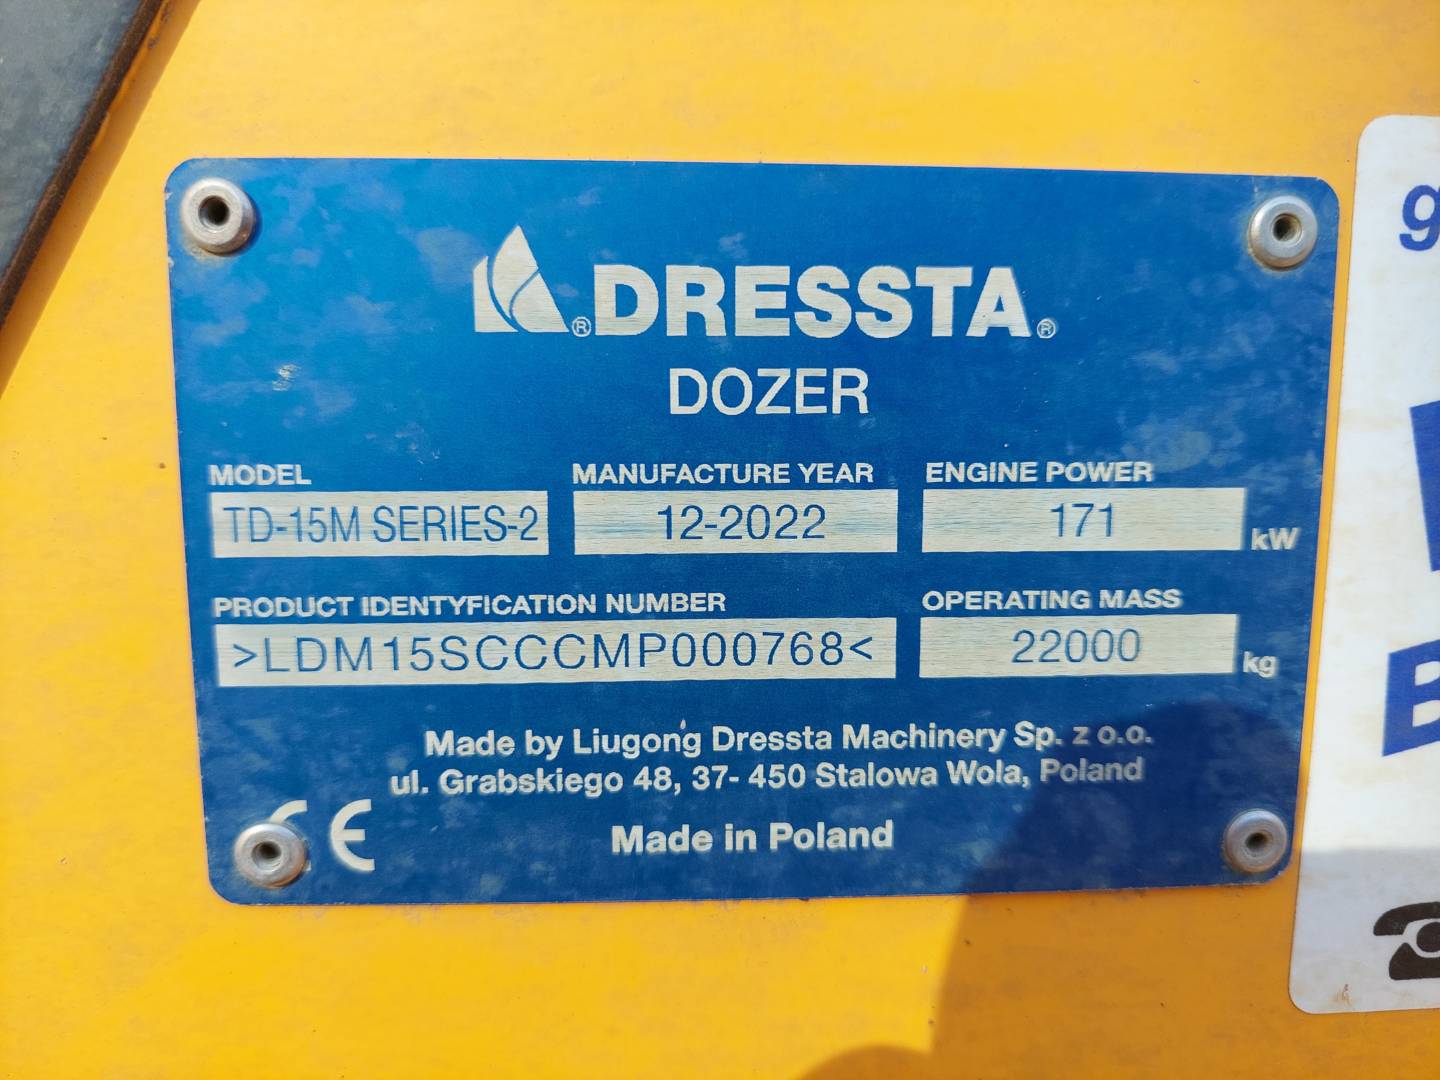 DRESSTA
DOZER
MODEL MANUFACTURE YEAR ENGINE POWER
TD-15M SERIES-2 12-2022 171 kW
PRODUCT IDENTYFICATION NUMBER OPERATING MASS
>LDM15SCCCCMP000768< 22000 kg
Made by Liugong Dressta Machinery Sp. z o.o.
ul. Grabskiego 48, 37- 450 Stalowa Wola, Poland
CE Made in Poland